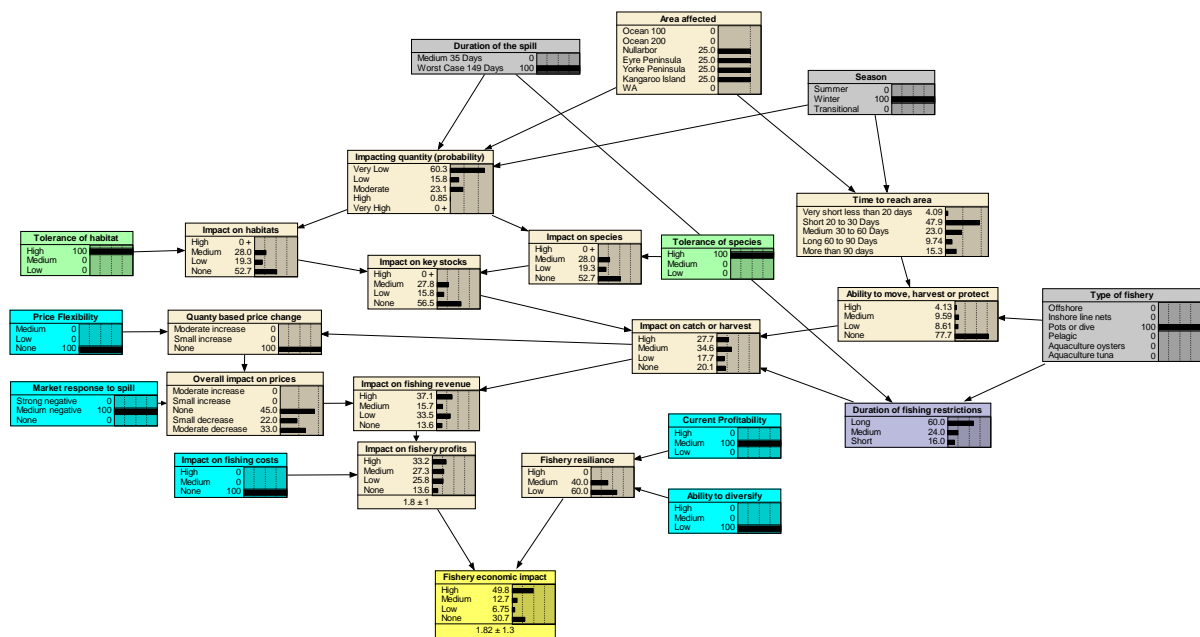 Area affected
Ocean 100 0
Ocean 200 0
Nullarbor 25.0
Eyre Peninsula 25.0
Yorke Peninsula 25.0
Kangaroo Island 25.0
WA 0
Duration of the spill
Medium 35 Days 0
Worst Case 149 Days 100
Season
Summer 0
Winter 100
Transitional 0
Impacting quantity (probability)
Very Low 60.3
Low 15.8
Moderate 23.1
High 0.85
Very High 0 +
Time to reach area
Very short less than 20 days 4.09
Short 20 to 30 Days 47.9
Medium 30 to 60 Days 23.0
Long 60 to 90 Days 9.74
More than 90 days 15.3
Tolerance of habitat
High 100
Medium 0
Low 0
Impact on habitats
High 0 +
Medium 28.0
Low 19.3
None 52.7
Impact on species
High 0 +
Medium 28.0
Low 19.3
None 52.7
Tolerance of species
High 100
Medium 0
Low 0
Impact on key stocks
High 0 +
Medium 27.8
Low 15.8
None 56.5
Ability to move, harvest or protect
High 4.13
Medium 9.59
Low 8.61
None 77.7
Type of fishery
Offshore 0
Inshore line nets 0
Pots or dive 100
Pelagic 0
Aquaculture oysters 0
Aquaculture tuna 0
Price Flexibility
Medium 0
Low 0
None 100
Quanty based price change
Moderate increase 0
Small increase 0
None 100
Impact on catch or harvest
High 27.7
Medium 34.6
Low 17.7
None 20.1
Market response to spill
Strong negative 0
Medium negative 100
None 0
Overall impact on prices
Moderate increase 0
Small increase 0
None 45.0
Small decrease 22.0
Moderate decrease 33.0
Impact on fishing revenue
High 37.1
Medium 15.7
Low 33.5
None 13.6
Duration of fishing restrictions
Long 60.0
Medium 24.0
Short 16.0
Current Profitability
High 0
Medium 100
Low 0
Impact on fishing costs
High 0
Medium 0
None 100
Impact on fishery profits
High 33.2
Medium 27.3
Low 25.8
None 13.6
1.8 ± 1
Fishery resiliance
High 0
Medium 40.0
Low 60.0
Ability to diversify
High 0
Medium 0
Low 100
Fishery economic impact
High 49.8
Medium 12.7
Low 6.75
None 30.7
1.82 ± 1.3